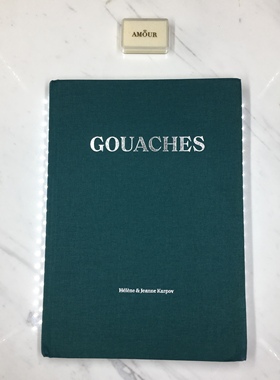 AMOUR
GOUACHES
Hélène & Jeanne Karpov